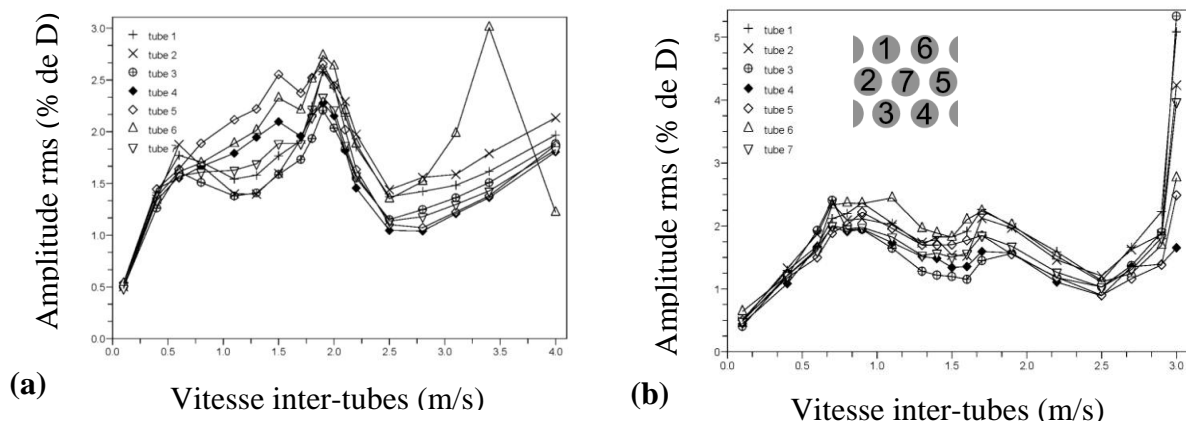 Amplitude rms (% de D)
3.0
2.5
2.0
1.5
1.0
0.5
0.0
tube 1
tube 2
tube 3
tube 4
tube 5
tube 6
tube 7
0.0 0.5 1.0 1.5 2.0 2.5 3.0 3.5 4.0
(a)
Vitesse inter-tubes (m/s)
Amplitude rms (% de D)
5
4
3
2
1
0
tube 1
tube 2
tube 3
tube 4
tube 5
tube 6
tube 7
1 6
2 7 5
3 4
0.0 0.5 1.0 1.5 2.0 2.5 3.0
(b)
Vitesse inter-tubes (m/s)